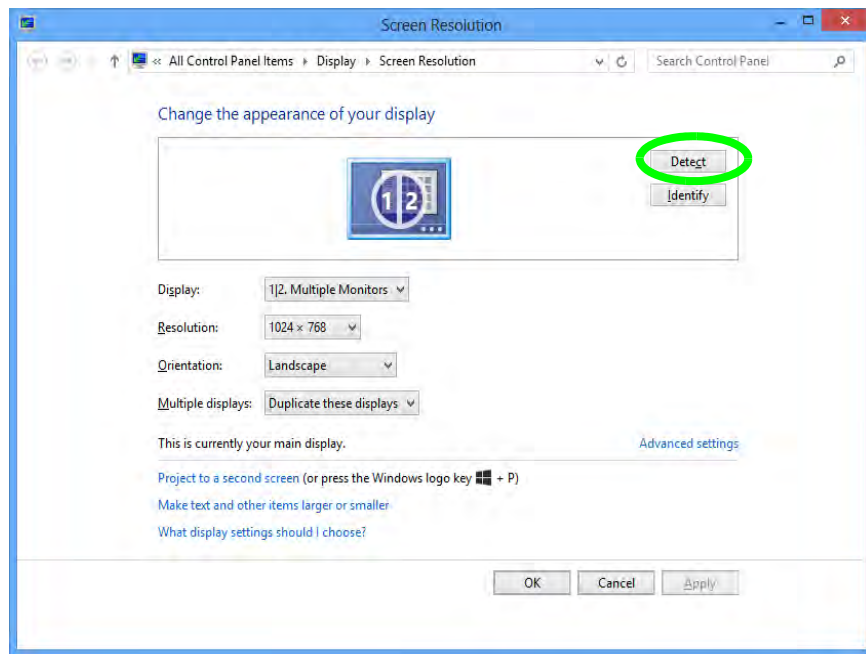 Screen Resolution
« All Control Panel Items Display Screen Resolution Search Control Panel
Change the appearance of your display
1 2
Detect
Identify
Display: 1|2. Multiple Monitors
Resolution: 1024 × 768
Orientation: Landscape
Multiple displays: Duplicate these displays
This is currently your main display. Advanced settings
Project to a second screen (or press the Windows logo key + P)
Make text and other items larger or smaller
What display settings should I choose?
OK Cancel Apply